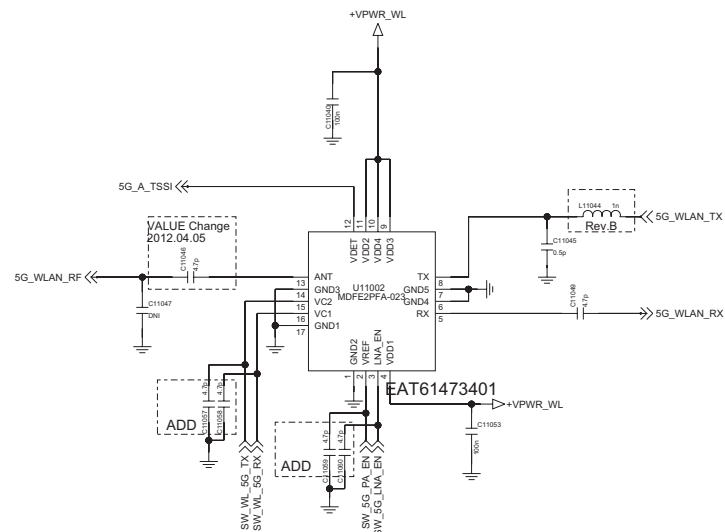 +VPWR_WL
C11040
100n
5G_A_TSSI
12
11
10
9
VDET
VDD2
VDD4
VDD3
VALUE Change
2012.04.05
C11046
4.7p
5G_WLAN_RF
C11047
DNI
L11044
1n
Rev.B
5G_WLAN_TX
C11045
0.5p
ANT
13
GND3
14
VC2
15
VC1
16
GND1
17
U11002
MDFE2PFA-023
TX
8
GND5
7
GND4
6
RX
5
C11049
4.7p
5G_WLAN_RX
GND2
VREF
LNA_EN
VDD1
1
2
3
4
EAT61473401
+VPWR_WL
C11053
100n
4.7p
4.7p
C11057
C11058
ADD
SW_WL_5G_TX
SW_WL_5G_RX
4.7p
4.7p
C11059
C11060
ADD
SW_5G_PA_EN
SW_5G_LNA_EN